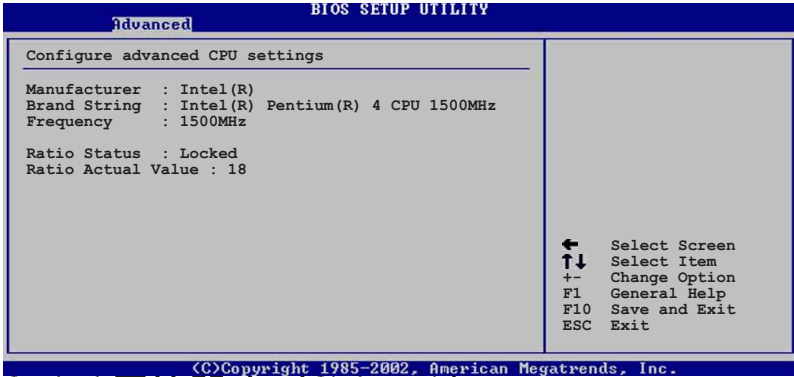 BIOS SETUP UTILITY
Advanced
Configure advanced CPU settings
Manufacturer : Intel(R)
Brand String : Intel(R) Pentium(R) 4 CPU 1500MHz
Frequency : 1500MHz
Ratio Status : Locked
Ratio Actual Value : 18
← Select Screen
↑↓ Select Item
+- Change Option
F1 General Help
F10 Save and Exit
ESC Exit
(C)Copyright 1985-2002, American Megatrends, Inc.